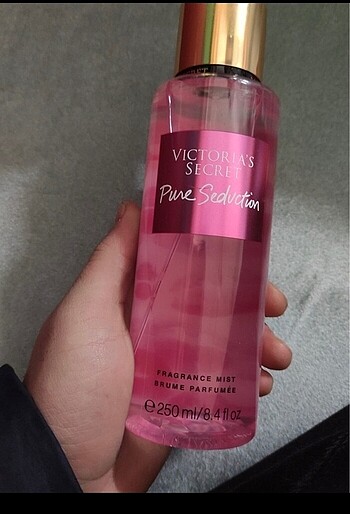 VICTORIA'S
SECRET
Pure Seduction
FRAGRANCE MIST
BRUME PARFUMÉE
℮ 250 ml/8.4 fl oz